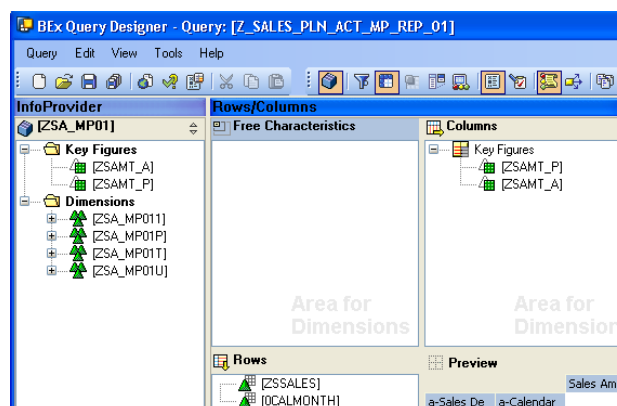 BEx Query Designer - Query: [Z_SALES_PLN_ACT_MP_REP_01]
Query Edit View Tools Help
InfoProvider
Rows/Columns
[ZSA_MP01]
Key Figures
[ZSAMT_A]
[ZSAMT_P]
Dimensions
[ZSA_MP011]
[ZSA_MP01P]
[ZSA_MP01T]
[ZSA_MP01U]
Free Characteristics
Area for
Dimensions
Columns
Key Figures
[ZSAMT_P]
[ZSAMT_A]
Area for
Dimension
Rows
[ZSSALES]
[0CALMONTH]
Preview
Sales Am
a-Sales De a-Calendar